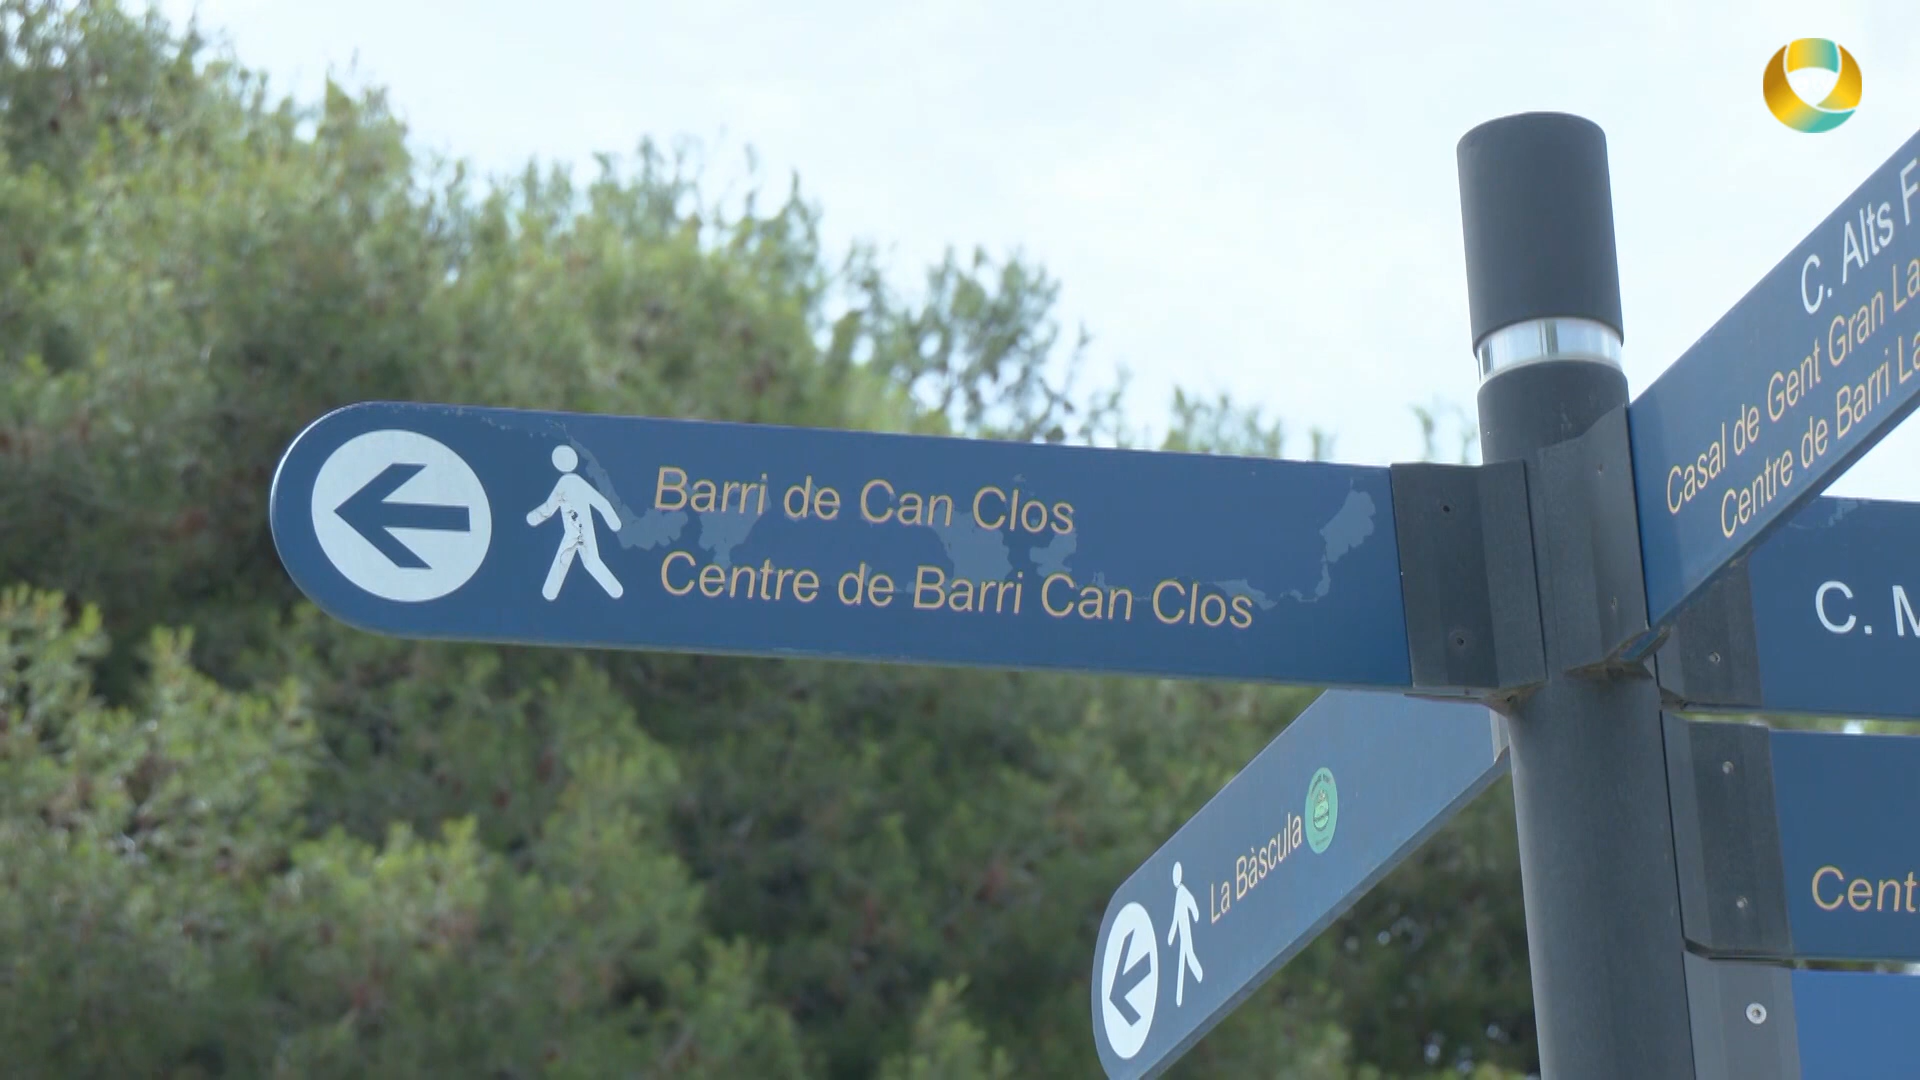 Barri de Can Clos
Centre de Barri Can Clos
La Bàscula
C. Alts
Casal de Gent Gran
Centre de Barri
C.